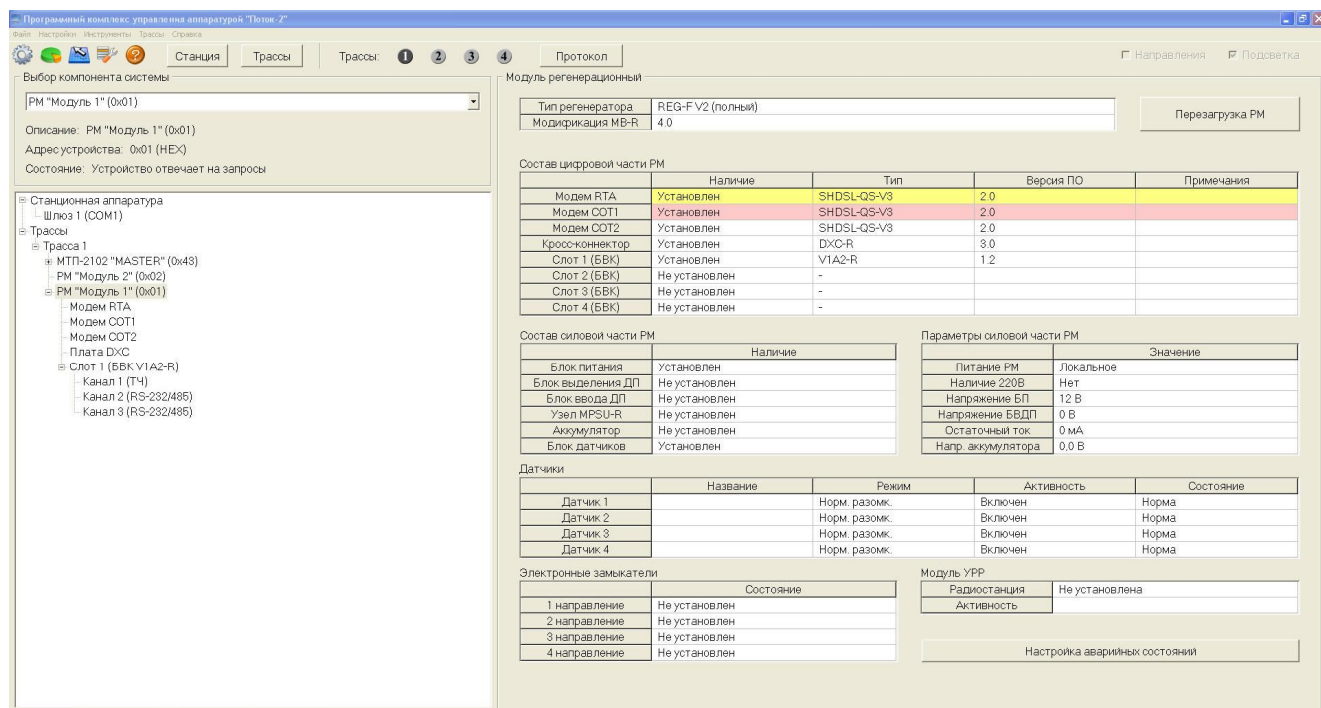 Программный комплекс управления аппаратурой "Поток-2"
Файл Настройки Инструменты Трассы Справка
Станция Трассы Трассы: 1 2 3 4 Протокол Направления Подсветка
Выбор компонента системы
РМ "Модуль 1" (0x01)
Описание: РМ "Модуль 1" (0x01)
Адрес устройства: 0x01 (HEX)
Состояние: Устройство отвечает на запросы
Станционная аппаратура
Шлюз 1 (COM1)
Трассы
Трасса 1
МТП-2102 "MASTER" (0x43)
РМ "Модуль 2" (0x02)
РМ "Модуль 1" (0x01)
Модем RTA
Модем COT1
Модем COT2
Плата DXC
Слот 1 (БВК V1A2-R)
Канал 1 (ТЧ)
Канал 2 (RS-232/485)
Канал 3 (RS-232/485)
Модуль регенерационный
Тип регенератора REG-F V2 (полный)
Модификация MB-R 4.0
Перезагрузка РМ
Состав цифровой части РМ
Наличие Тип Версия ПО Примечания
Модем RTA Установлен SHDSL-QS-V3 2.0
Модем COT1 Установлен SHDSL-QS-V3 2.0
Модем COT2 Установлен SHDSL-QS-V3 2.0
Кросс-коннектор Установлен DXC-R 3.0
Слот 1 (БВК) Установлен V1A2-R 1.2
Слот 2 (БВК) Не установлен -
Слот 3 (БВК) Не установлен -
Слот 4 (БВК) Не установлен -
Состав силовой части РМ
Наличие
Блок питания Установлен
Блок выделения ДП Не установлен
Блок ввода ДП Не установлен
Узел MPSU-R Не установлен
Аккумулятор Не установлен
Блок датчиков Установлен
Параметры силовой части РМ
Значение
Питание РМ Локальное
Наличие 220В Нет
Напряжение БП 12 В
Напряжение БВДП 0 В
Остаточный ток 0 мА
Напр. аккумулятора 0,0 В
Датчики
Название Режим Активность Состояние
Датчик 1 Норм. разомк. Включен Норма
Датчик 2 Норм. разомк. Включен Норма
Датчик 3 Норм. разомк. Включен Норма
Датчик 4 Норм. разомк. Включен Норма
Электронные замыкатели
Состояние
1 направление Не установлен
2 направление Не установлен
3 направление Не установлен
4 направление Не установлен
Модуль УРР
Радиостанция Не установлена
Активность
Настройка аварийных состояний